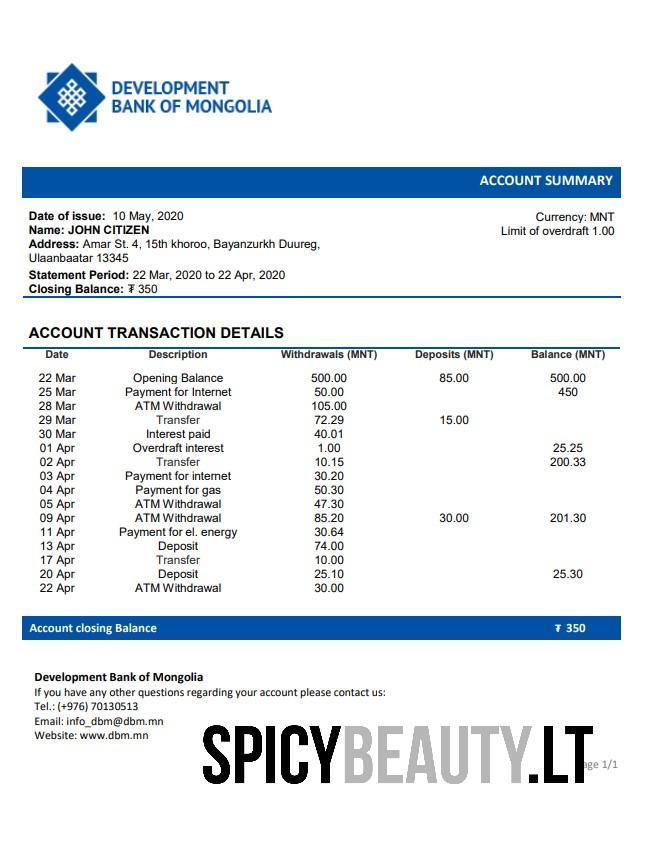 DEVELOPMENT
BANK OF MONGOLIA
ACCOUNT SUMMARY
Date of issue: 10 May, 2020
Currency: MNT
Name: JOHN CITIZEN
Limit of overdraft 1.00
Address: Amar St. 4, 15th khoroo, Bayanzurkh Duureg,
Ulaanbaatar 13345
Statement Period: 22 Mar, 2020 to 22 Apr, 2020
Closing Balance: ₮ 350
ACCOUNT TRANSACTION DETAILS
Date Description Withdrawals (MNT) Deposits (MNT) Balance (MNT)
22 Mar Opening Balance 500.00 85.00 500.00
25 Mar Payment for Internet 50.00 450
28 Mar ATM Withdrawal 105.00
29 Mar Transfer 72.29 15.00
30 Mar Interest paid 40.01
01 Apr Overdraft interest 1.00 25.25
02 Apr Transfer 10.15 200.33
03 Apr Payment for internet 30.20
04 Apr Payment for gas 50.30
05 Apr ATM Withdrawal 47.30
09 Apr ATM Withdrawal 85.20 30.00 201.30
11 Apr Payment for el. energy 30.64
13 Apr Deposit 74.00
17 Apr Transfer 10.00
20 Apr Deposit 25.10 25.30
22 Apr ATM Withdrawal 30.00
Account closing Balance ₮ 350
Development Bank of Mongolia
If you have any other questions regarding your account please contact us:
Tel.: (+976) 70130513
Email: info_dbm@dbm.mn
Website: www.dbm.mn
SPICYBEAUTY.LT
age 1/1